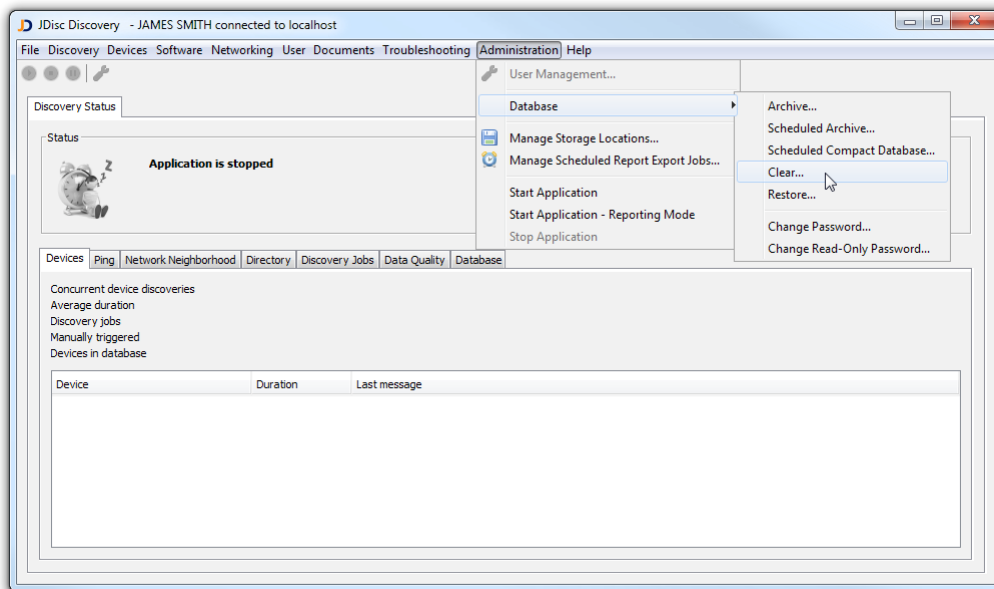 JDisc Discovery - JAMES SMITH connected to localhost
File Discovery Devices Software Networking User Documents Troubleshooting Administration Help
User Management...
Database
Manage Storage Locations...
Manage Scheduled Report Export Jobs...
Start Application
Start Application - Reporting Mode
Stop Application
Archive...
Scheduled Archive...
Scheduled Compact Database...
Clear...
Restore...
Change Password...
Change Read-Only Password...
Discovery Status
Status
Application is stopped
Devices Ping Network Neighborhood Directory Discovery Jobs Data Quality Database
Concurrent device discoveries
Average duration
Discovery jobs
Manually triggered
Devices in database
Device Duration Last message